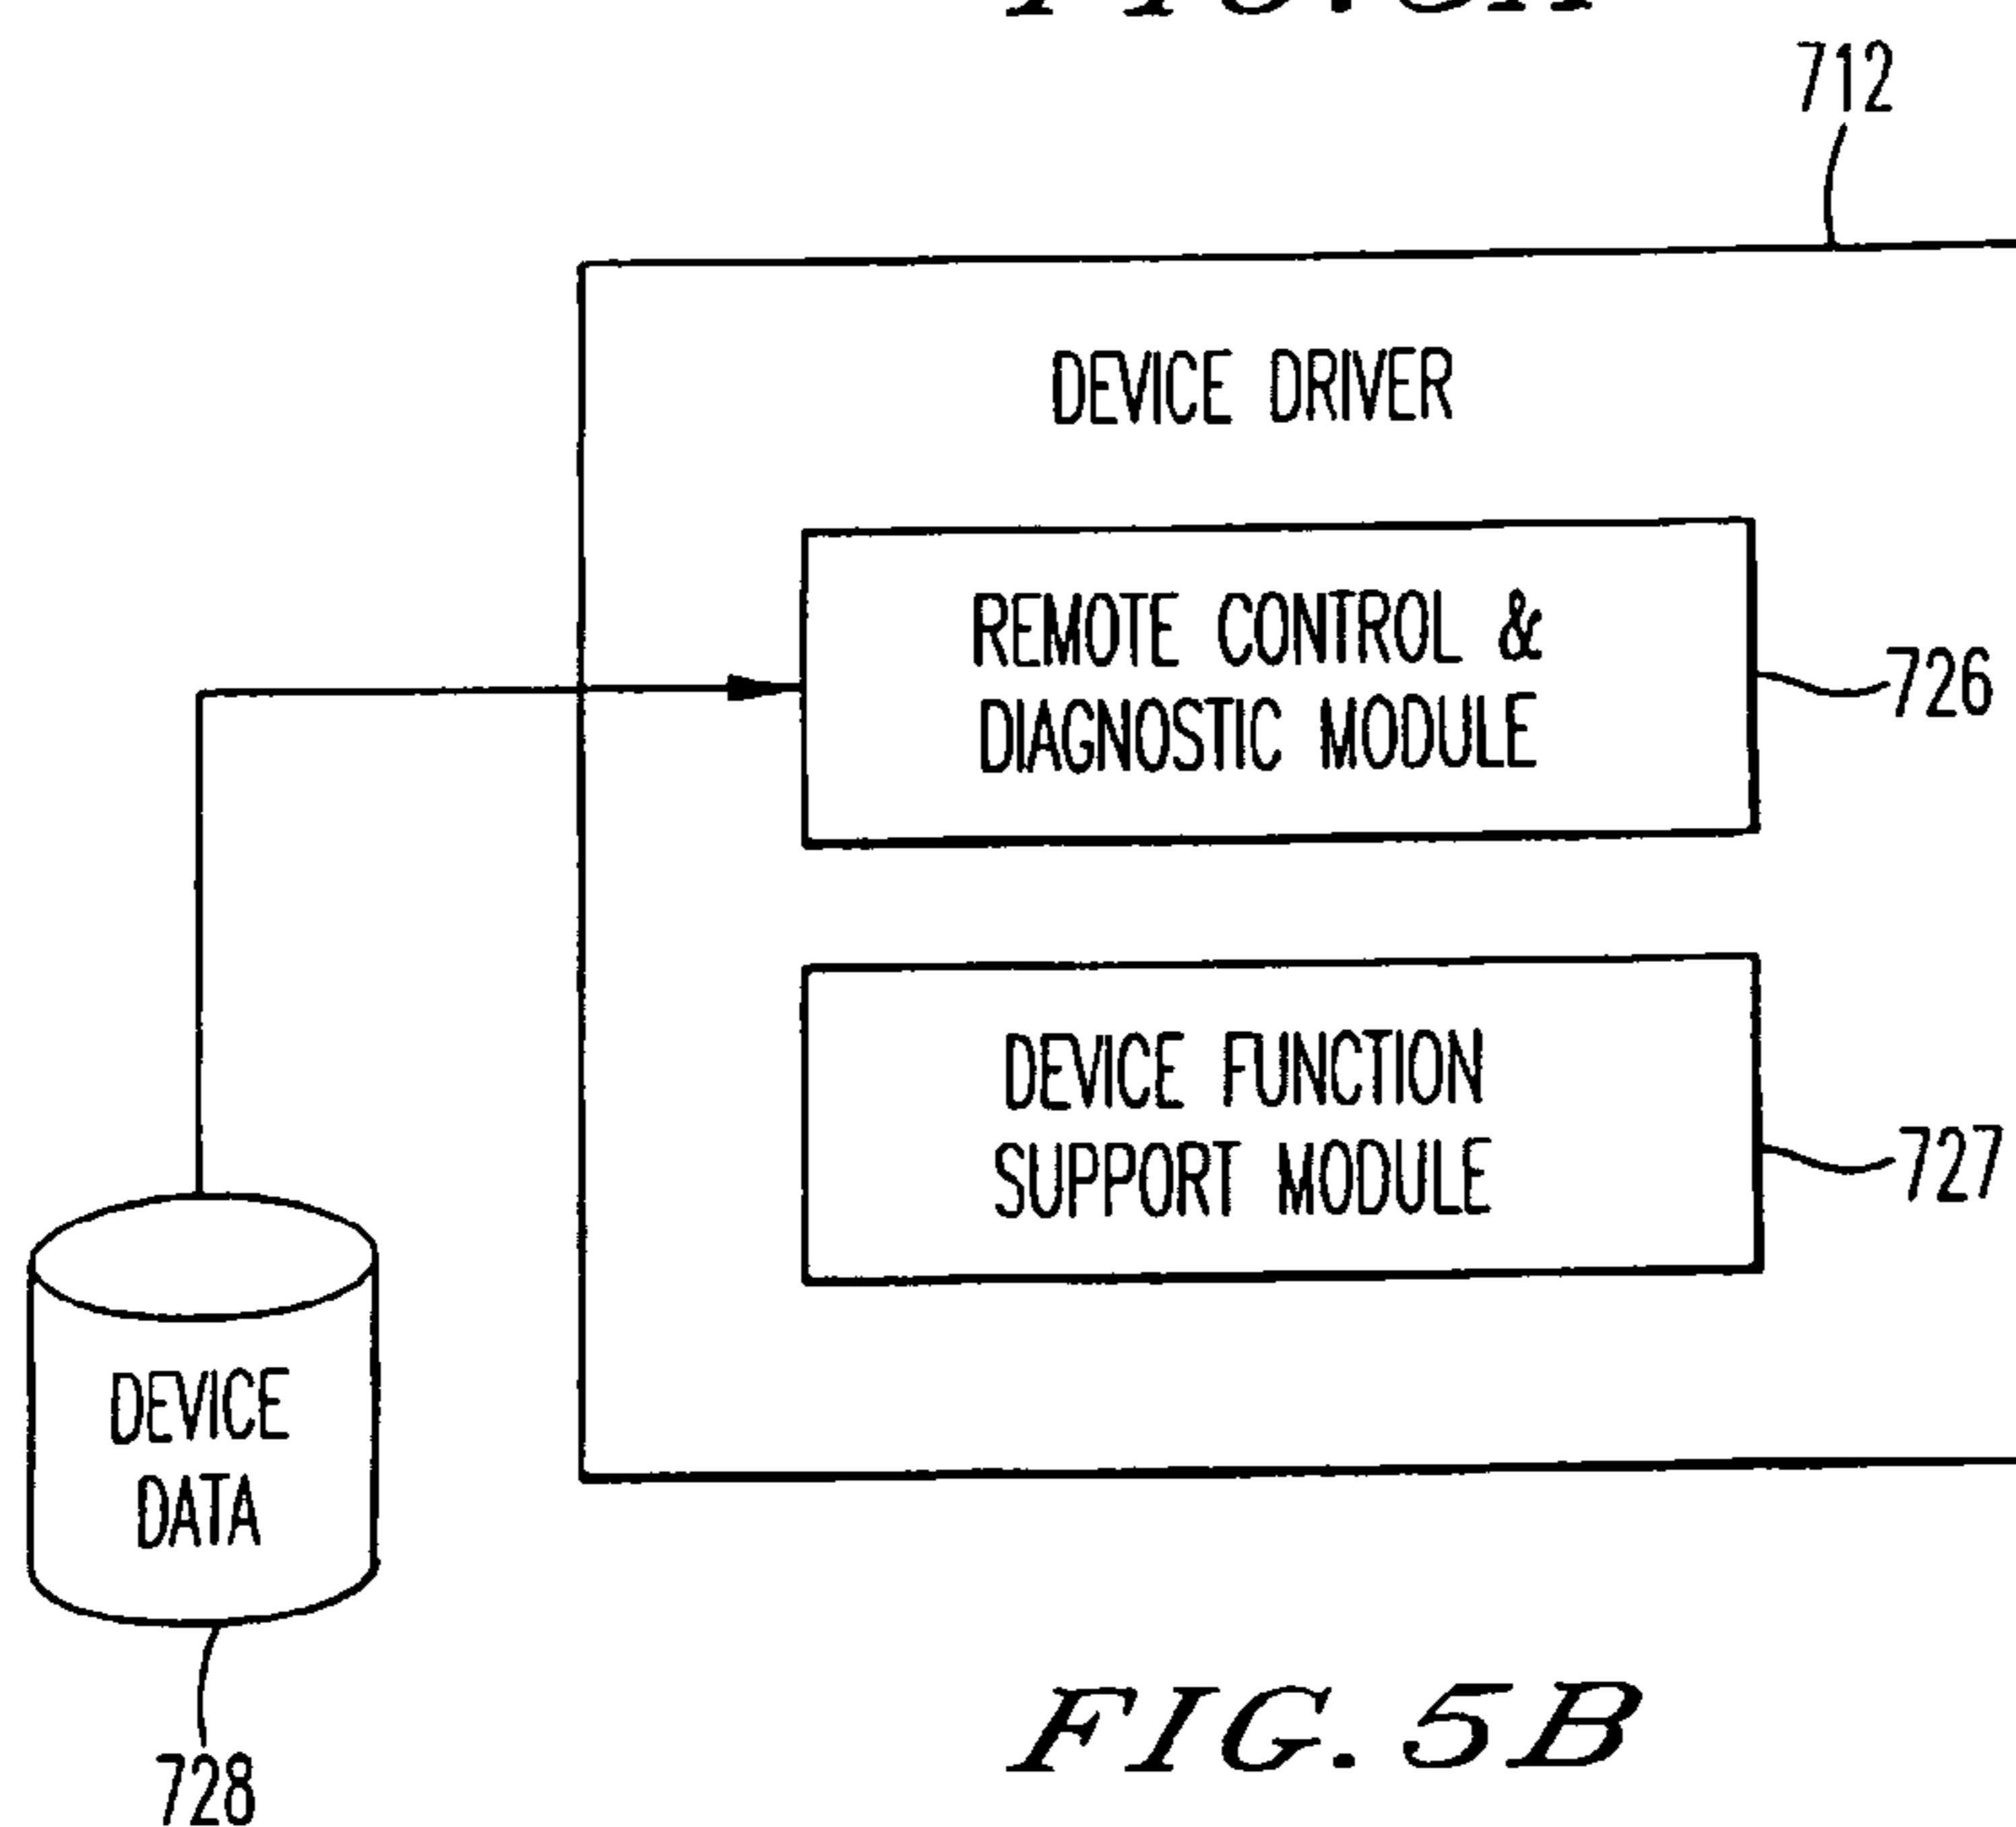 712
DEVICE DRIVER
REMOTE CONTROL &
DIAGNOSTIC MODULE
726
DEVICE FUNCTION
SUPPORT MODULE
727
DEVICE
DATA
728
FIG. 5B